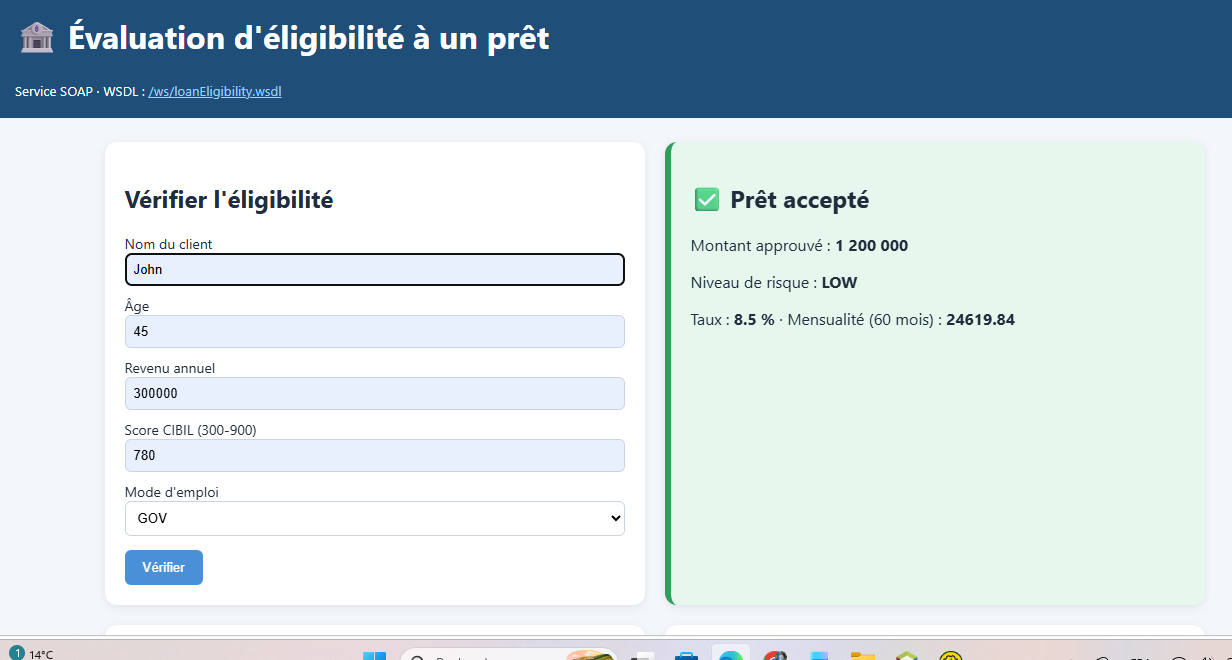 Évaluation d'éligibilité à un prêt
Service SOAP · WSDL : /ws/loanEligibility.wsdl
Vérifier l'éligibilité
Nom du client
John
Âge
45
Revenu annuel
300000
Score CIBIL (300-900)
780
Mode d'emploi
GOV
Vérifier
Prêt accepté
Montant approuvé : 1 200 000
Niveau de risque : LOW
Taux : 8.5 % · Mensualité (60 mois) : 24619.84
1
14°C